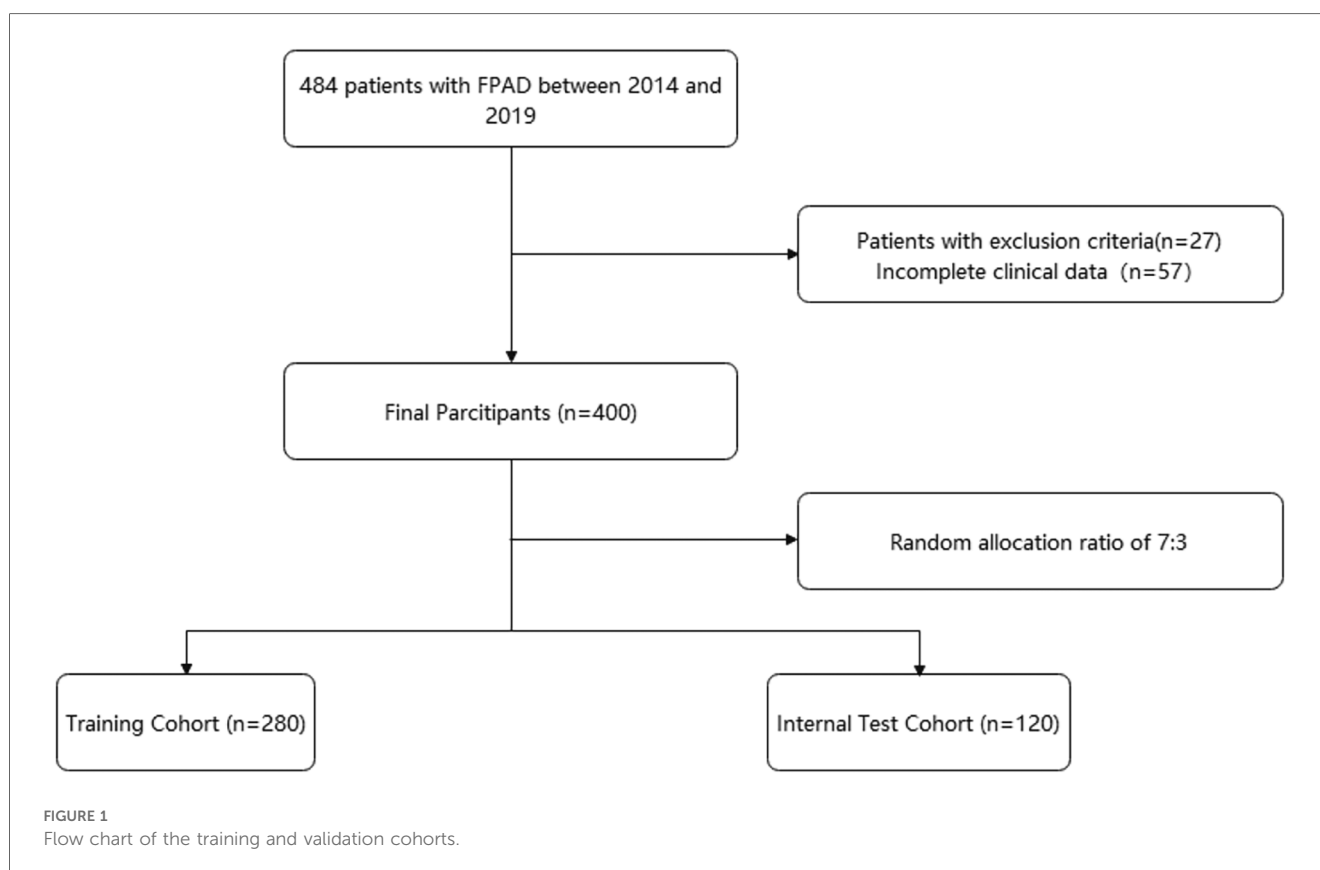 484 patients with FPAD between 2014 and
2019
Patients with exclusion criteria(n=27)
Incomplete clinical data (n=57)
Final Parcitipants (n=400)
Random allocation ratio of 7:3
Training Cohort (n=280)
Internal Test Cohort (n=120)
FIGURE 1
Flow chart of the training and validation cohorts.